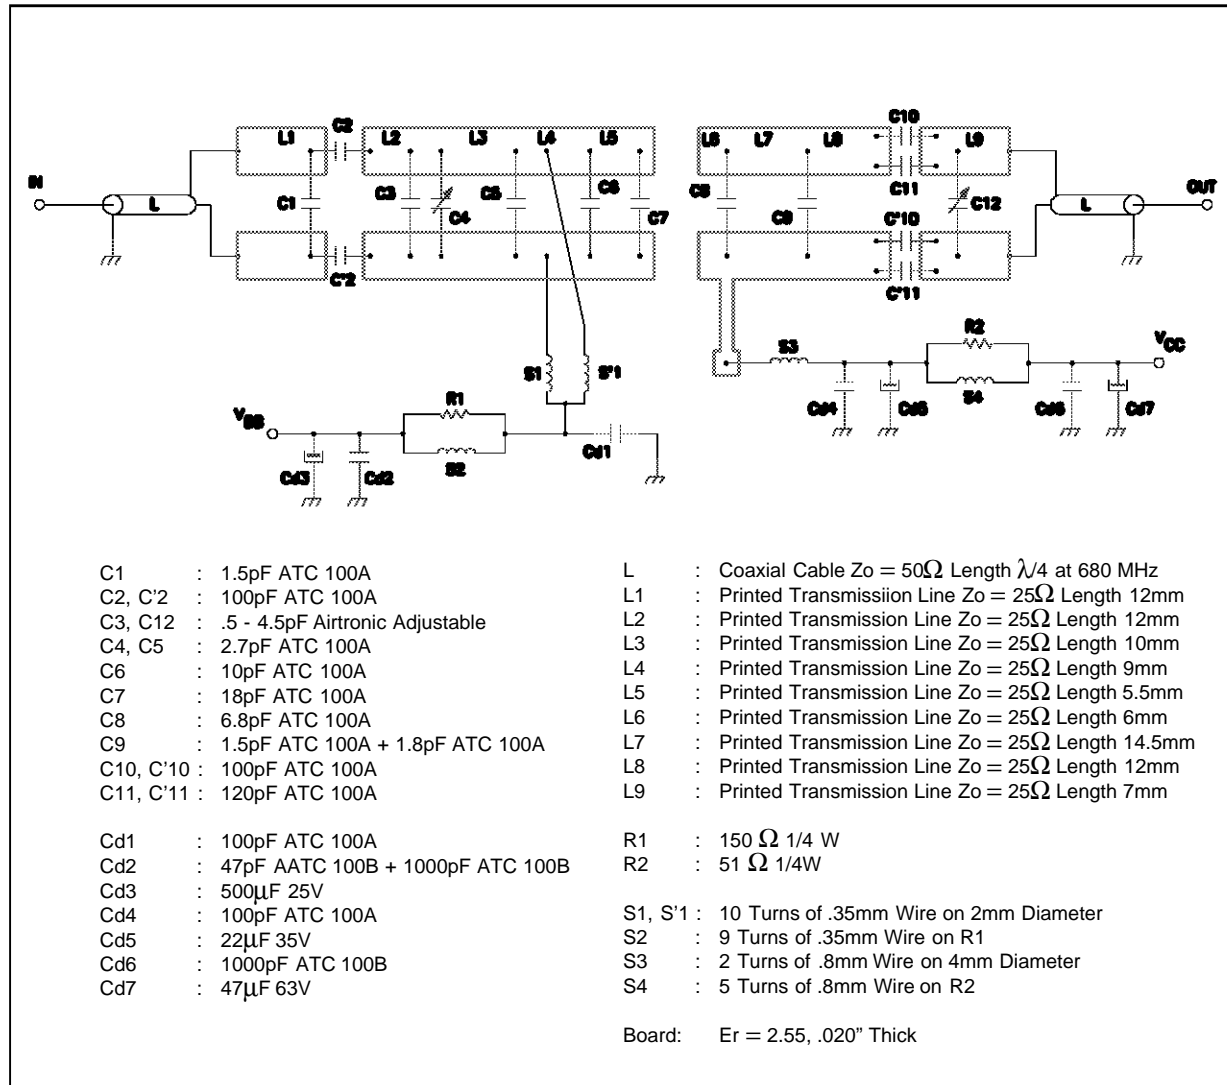 L1 C2 L2 L3 L4 L5 L6 L7 L8 C10 L9
IN L C1 C3 C4 C5 C6 C7 C8 C9 C11 C12 L OUT
C'10
C'2 C'11
S1 S'1 S3 R2 VCC
VBB R1 Cd4 Cd5 S4 Cd6 Cd7
Cd3 Cd2 S2 Cd1
C1 : 1.5pF ATC 100A
C2, C'2 : 100pF ATC 100A
C3, C12 : .5 - 4.5pF Airtronic Adjustable
C4, C5 : 2.7pF ATC 100A
C6 : 10pF ATC 100A
C7 : 18pF ATC 100A
C8 : 6.8pF ATC 100A
C9 : 1.5pF ATC 100A + 1.8pF ATC 100A
C10, C'10 : 100pF ATC 100A
C11, C'11 : 120pF ATC 100A
Cd1 : 100pF ATC 100A
Cd2 : 47pF AATC 100B + 1000pF ATC 100B
Cd3 : 500µF 25V
Cd4 : 100pF ATC 100A
Cd5 : 22µF 35V
Cd6 : 1000pF ATC 100B
Cd7 : 47µF 63V
L : Coaxial Cable Zo = 50Ω Length λ/4 at 680 MHz
L1 : Printed Transmissiion Line Zo = 25Ω Length 12mm
L2 : Printed Transmission Line Zo = 25Ω Length 12mm
L3 : Printed Transmission Line Zo = 25Ω Length 10mm
L4 : Printed Transmission Line Zo = 25Ω Length 9mm
L5 : Printed Transmission Line Zo = 25Ω Length 5.5mm
L6 : Printed Transmission Line Zo = 25Ω Length 6mm
L7 : Printed Transmission Line Zo = 25Ω Length 14.5mm
L8 : Printed Transmission Line Zo = 25Ω Length 12mm
L9 : Printed Transmission Line Zo = 25Ω Length 7mm
R1 : 150 Ω 1/4 W
R2 : 51 Ω 1/4W
S1, S'1 : 10 Turns of .35mm Wire on 2mm Diameter
S2 : 9 Turns of .35mm Wire on R1
S3 : 2 Turns of .8mm Wire on 4mm Diameter
S4 : 5 Turns of .8mm Wire on R2
Board: Er = 2.55, .020" Thick